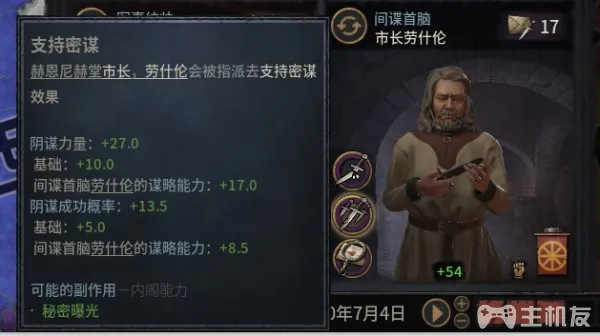 支持密谋
赫恩尼赫堂市长，劳什伦会被指派去支持密谋
效果
阴谋力量：+27.0
基础：+10.0
间谍首脑劳什伦的谋略能力：+17.0
阴谋成功概率：+13.5
基础：+5.0
间谍首脑劳什伦的谋略能力：+8.5
可能的副作用－内阁能力
· 秘密曝光
间谍首脑
市长劳什伦
17
+54
0年7月4日
主机友